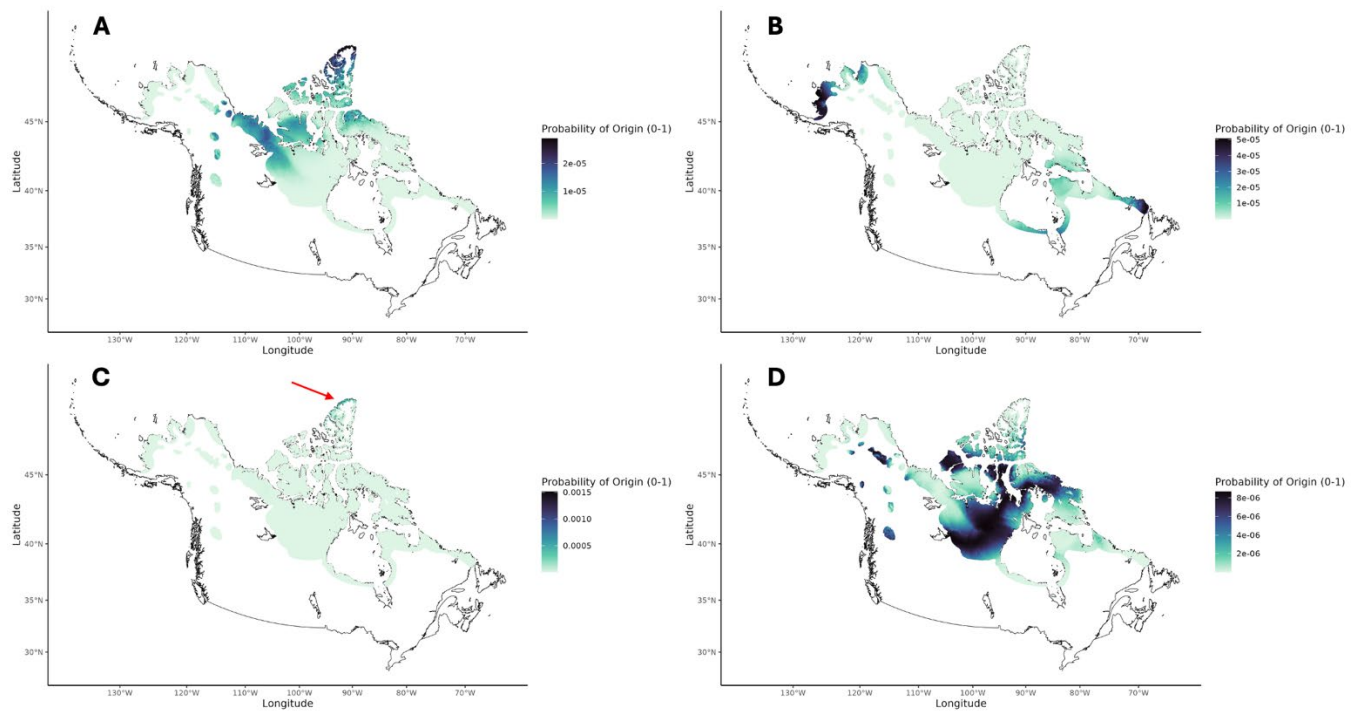 A
45°N
40°N
35°N
30°N
Latitude
130°W 120°W 110°W 100°W 90°W 80°W 70°W
Longitude
Probability of Origin (0-1)
2e-05
1e-05
B
45°N
40°N
35°N
30°N
Latitude
130°W 120°W 110°W 100°W 90°W 80°W 70°W
Longitude
Probability of Origin (0-1)
5e-05
4e-05
3e-05
2e-05
1e-05
C
45°N
40°N
35°N
30°N
Latitude
130°W 120°W 110°W 100°W 90°W 80°W 70°W
Longitude
Probability of Origin (0-1)
0.0015
0.0010
0.0005
D
45°N
40°N
35°N
30°N
Latitude
130°W 120°W 110°W 100°W 90°W 80°W 70°W
Longitude
Probability of Origin (0-1)
8e-06
6e-06
4e-06
2e-06